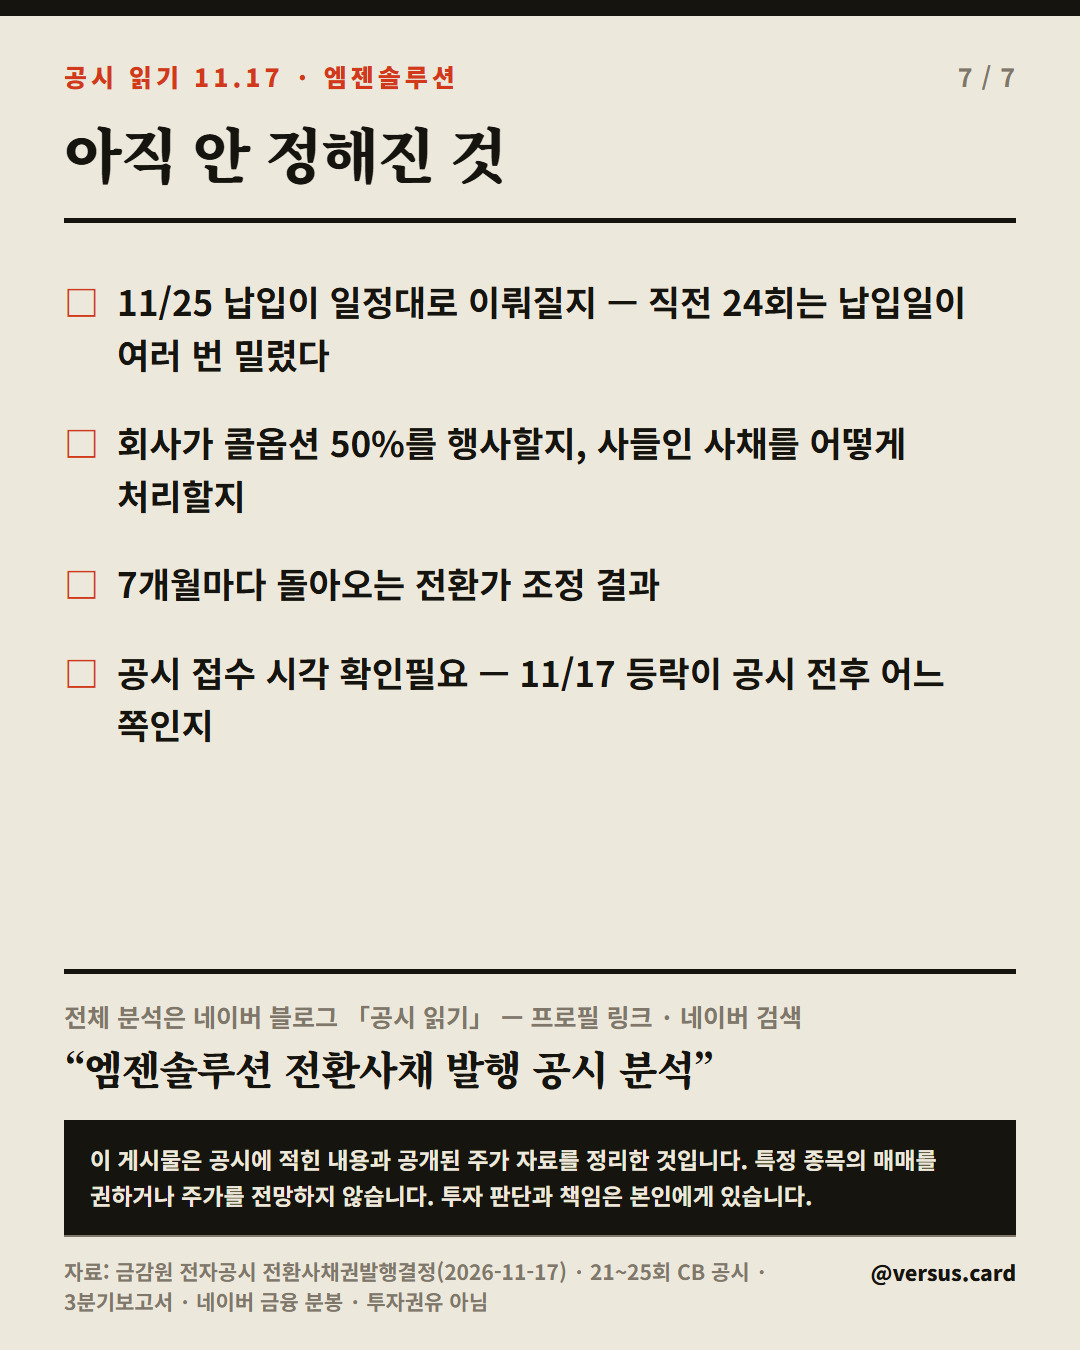 공시 읽기 11.17 · 엠젠솔루션
7 / 7
아직 안 정해진 것
□ 11/25 납입이 일정대로 이뤄질지 — 직전 24회는 납입일이
여러 번 밀렸다
□ 회사가 콜옵션 50%를 행사할지, 사들인 사채를 어떻게
처리할지
□ 7개월마다 돌아오는 전환가 조정 결과
□ 공시 접수 시각 확인필요 — 11/17 등락이 공시 전후 어느
쪽인지
전체 분석은 네이버 블로그 「공시 읽기」 — 프로필 링크 · 네이버 검색
“엠젠솔루션 전환사채 발행 공시 분석”
이 게시물은 공시에 적힌 내용과 공개된 주가 자료를 정리한 것입니다. 특정 종목의 매매를
권하거나 주가를 전망하지 않습니다. 투자 판단과 책임은 본인에게 있습니다.
자료: 금감원 전자공시 전환사채권발행결정(2026-11-17) · 21~25회 CB 공시 ·
3분기보고서 · 네이버 금융 분봉 · 투자권유 아님
@versus.card